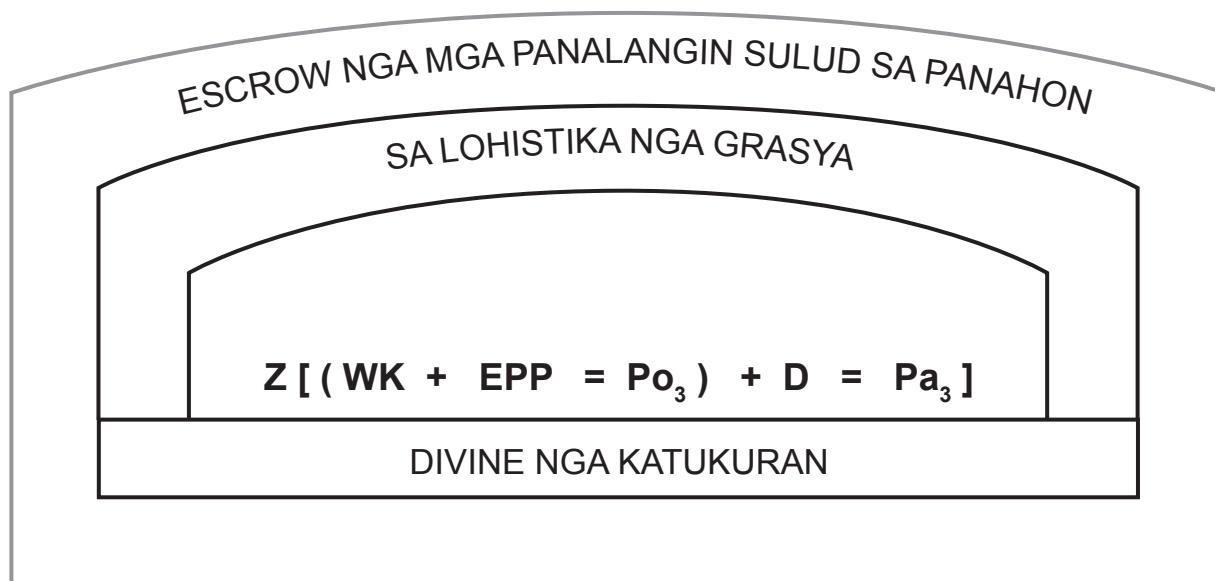 ESCROW NGA MGA PANALANGIN SULUD SA PANAHON
SA LOHISTIKA NGA GRASYA
Z [ ( WK + EPP = Po₃ ) + D = Pa₃ ]
DIVINE NGA KATUKURAN